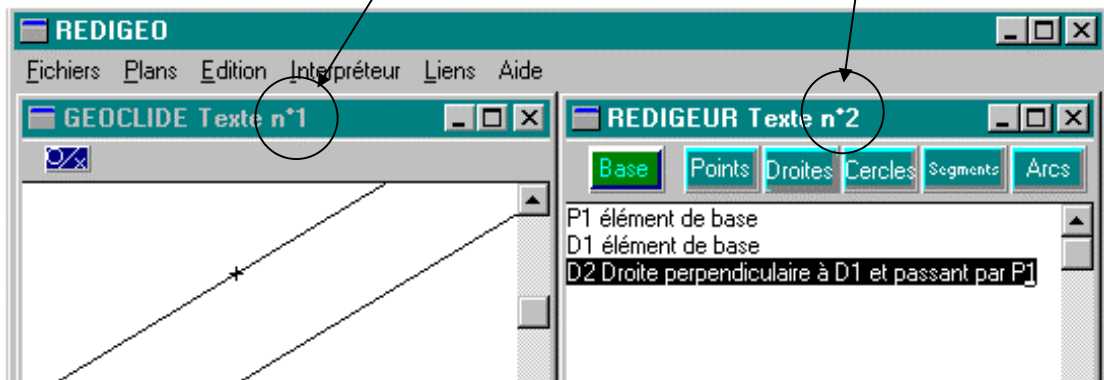 REDIGEO
Fichiers Plans Edition Interpréteur Liens Aide
GEOCLIDE Texte n°1
REDIGEUR Texte n°2
Base Points Droites Cercles Segments Arcs
P1 élément de base
D1 élément de base
D2 Droite perpendiculaire à D1 et passant par P1